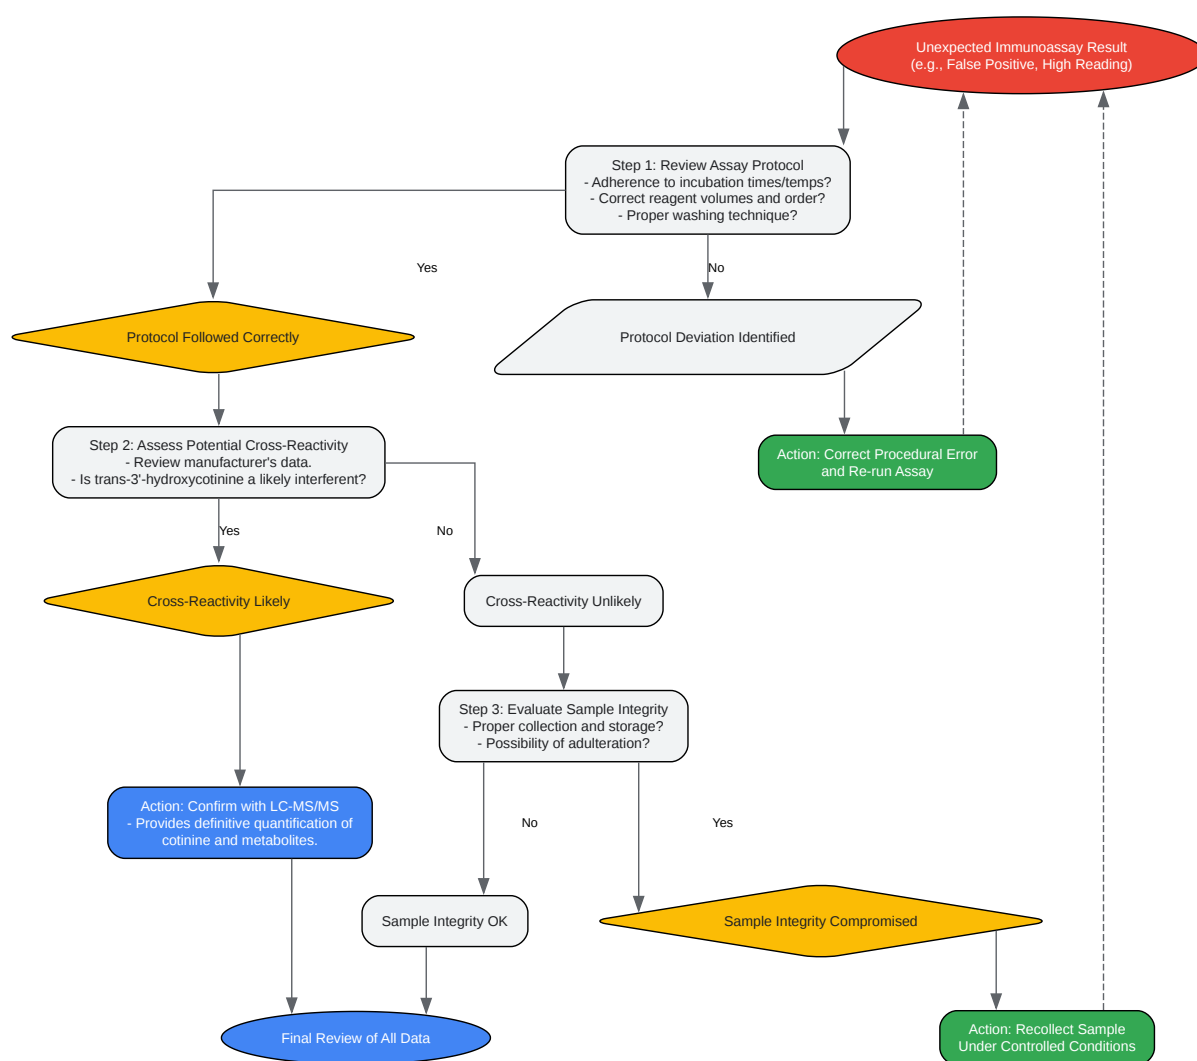 Unexpected Immunoassay Result
(e.g., False Positive, High Reading)
Step 1: Review Assay Protocol
- Adherence to incubation times/temps?
- Correct reagent volumes and order?
- Proper washing technique?
Yes
No
Protocol Followed Correctly
Protocol Deviation Identified
Step 2: Assess Potential Cross-Reactivity
- Review manufacturer's data.
- Is trans-3'-hydroxycotinine a likely interferent?
Action: Correct Procedural Error
and Re-run Assay
Yes
No
Cross-Reactivity Likely
Cross-Reactivity Unlikely
Step 3: Evaluate Sample Integrity
- Proper collection and storage?
- Possibility of adulteration?
Action: Confirm with LC-MS/MS
- Provides definitive quantification of
cotinine and metabolites.
No
Yes
Sample Integrity OK
Sample Integrity Compromised
Final Review of All Data
Action: Recollect Sample
Under Controlled Conditions